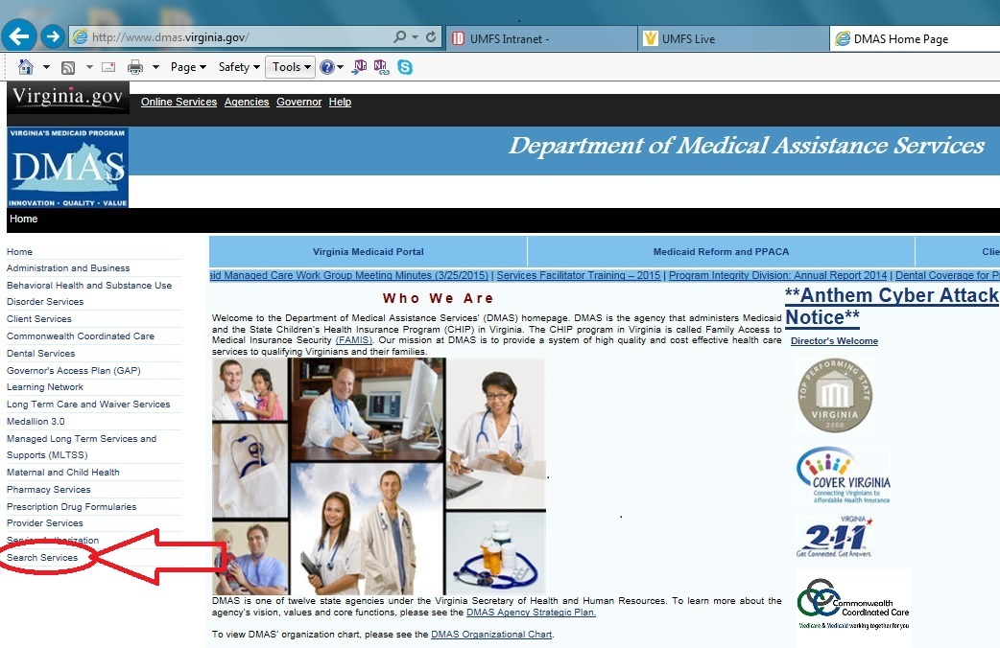 http://www.dmas.virginia.gov/
UMFS Intranet -
UMFS Live
DMAS Home Page
Page
Safety
Tools
Virginia.gov
Online Services Agencies Governor Help
VIRGINIA'S MEDICAID PROGRAM
DMAS
INNOVATION · QUALITY · VALUE
Department of Medical Assistance Services
Home
Home
Administration and Business
Behavioral Health and Substance Use
Disorder Services
Client Services
Commonwealth Coordinated Care
Dental Services
Governor's Access Plan (GAP)
Learning Network
Long Term Care and Waiver Services
Medallion 3.0
Managed Long Term Services and
Supports (MLTSS)
Maternal and Child Health
Pharmacy Services
Prescription Drug Formularies
Provider Services
Service Authorization
Search Services
Virginia Medicaid Portal
Medicaid Reform and PPACA
Clie
aid Managed Care Work Group Meeting Minutes (3/25/2015) | Services Facilitator Training – 2015 | Program Integrity Division: Annual Report 2014 | Dental Coverage for P
Who We Are
Welcome to the Department of Medical Assistance Services' (DMAS) homepage. DMAS is the agency that administers Medicaid
and the State Children's Health Insurance Program (CHIP) in Virginia. The CHIP program in Virginia is called Family Access to
Medical Insurance Security (FAMIS). Our mission at DMAS is to provide a system of high quality and cost effective health care
services to qualifying Virginians and their families.
DMAS is one of twelve state agencies under the Virginia Secretary of Health and Human Resources. To learn more about the
agency's vision, values and core functions, please see the DMAS Agency Strategic Plan.
To view DMAS' organization chart, please see the DMAS Organizational Chart.
**Anthem Cyber Attack
Notice**
Director's Welcome
TOP PERFORMING STATE
VIRGINIA
2006
COVER VIRGINIA
Connecting Virginians to
Affordable Health Insurance
VIRGINIA
2-1-1
Get Connected. Get Answers.
Commonwealth
Coordinated Care
Medicare & Medicaid working together for you